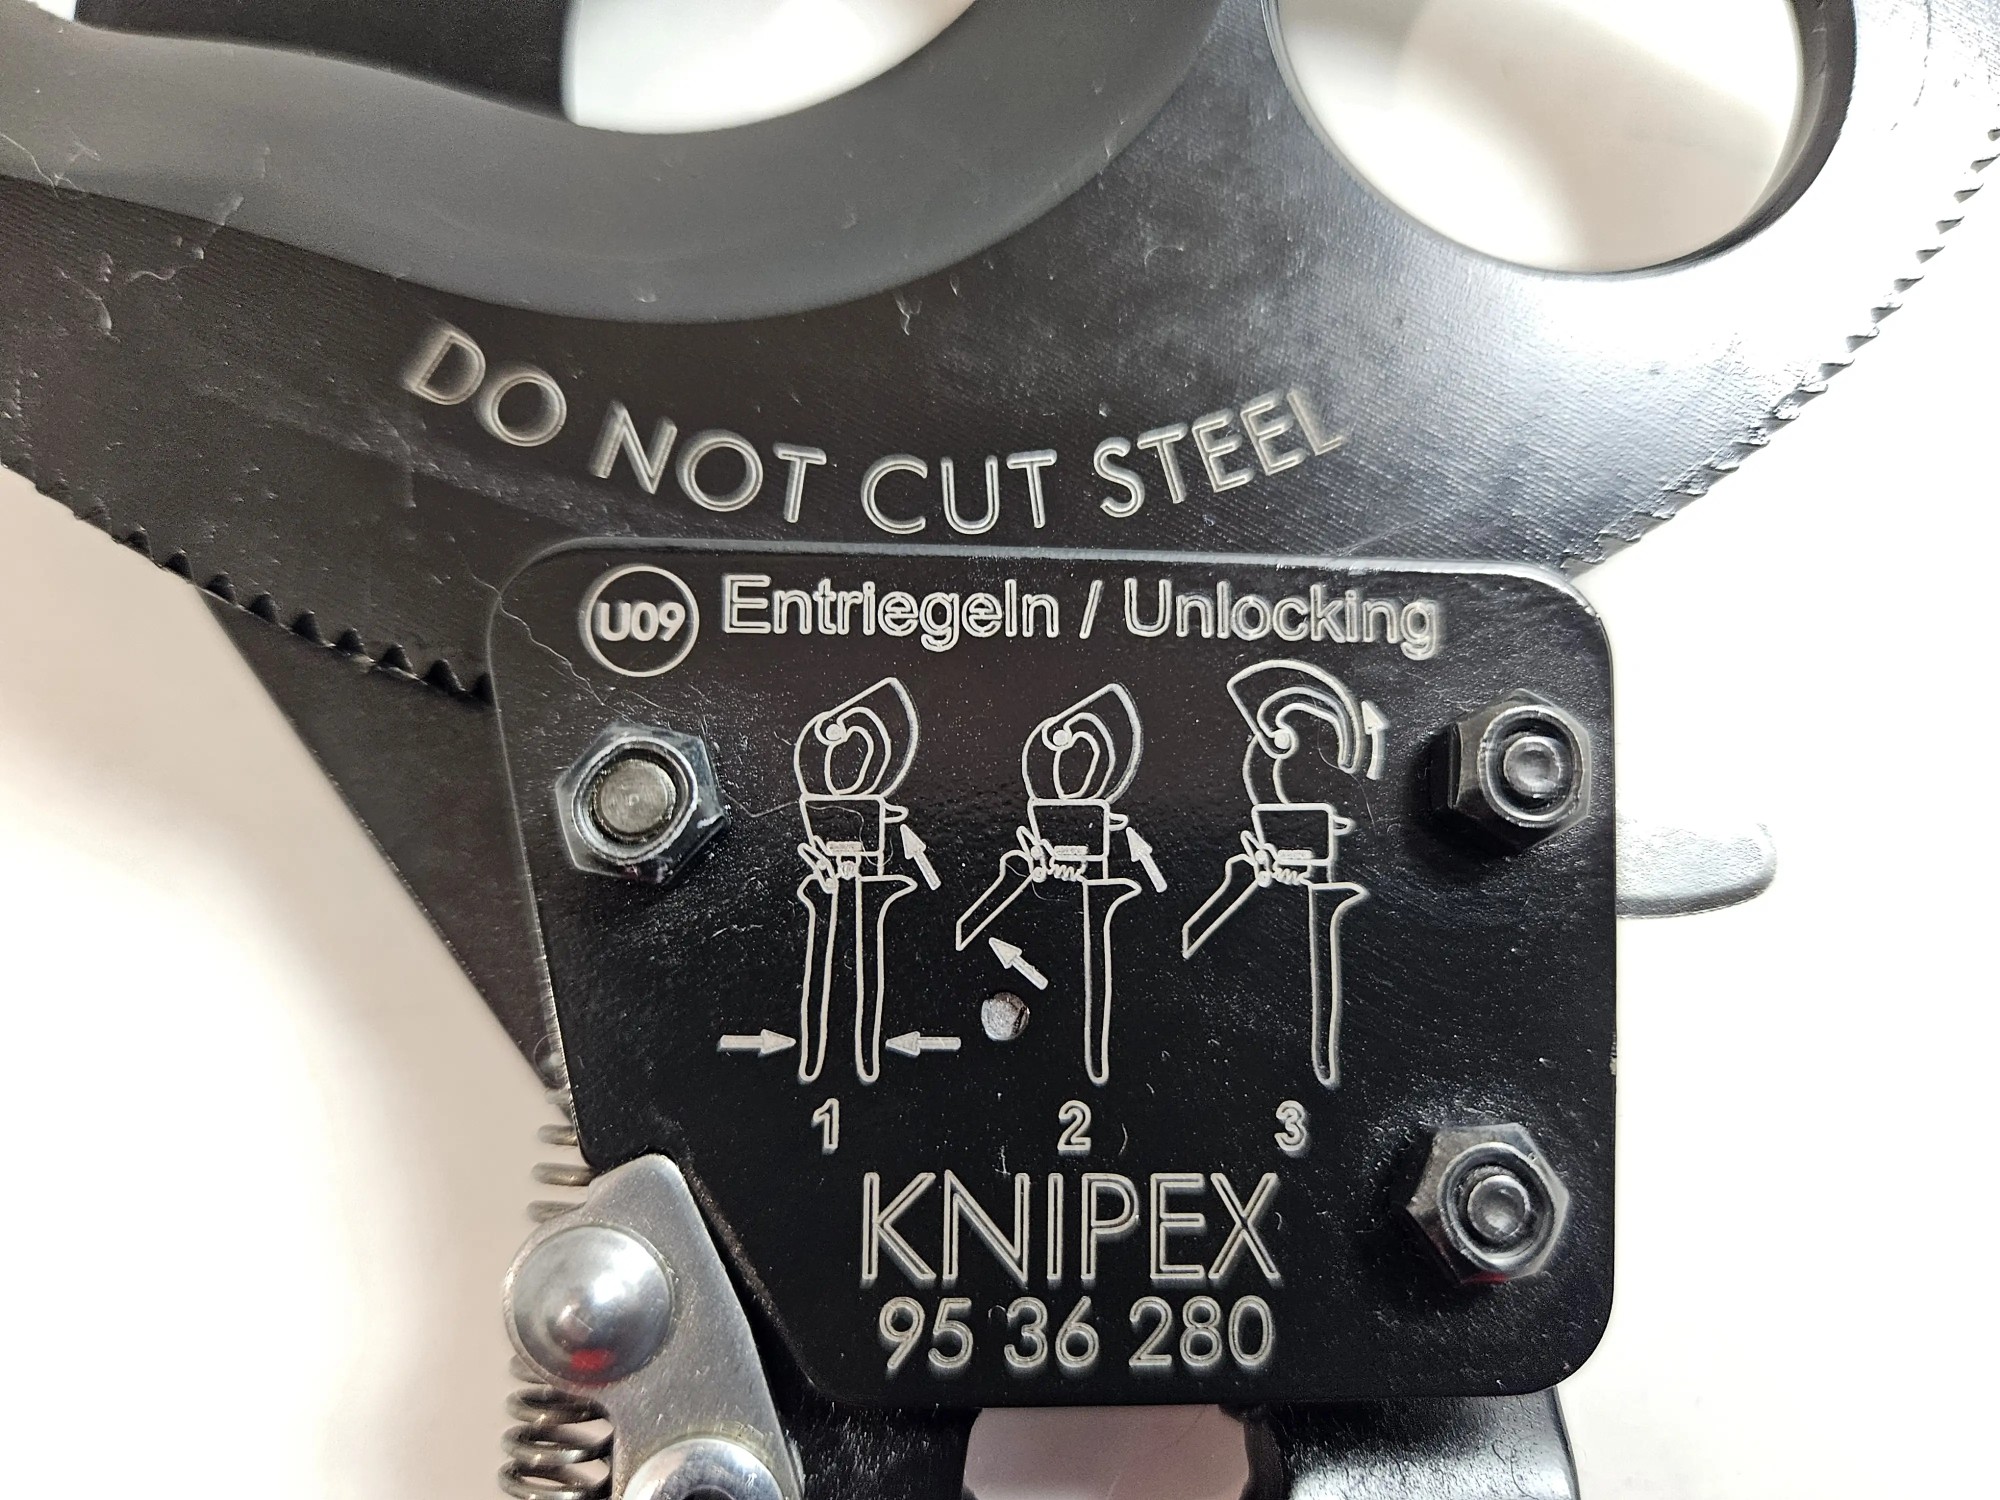 DO NOT CUT STEEL
U09 Entriegeln / Unlocking
1 2 3
KNIPEX
95 36 280